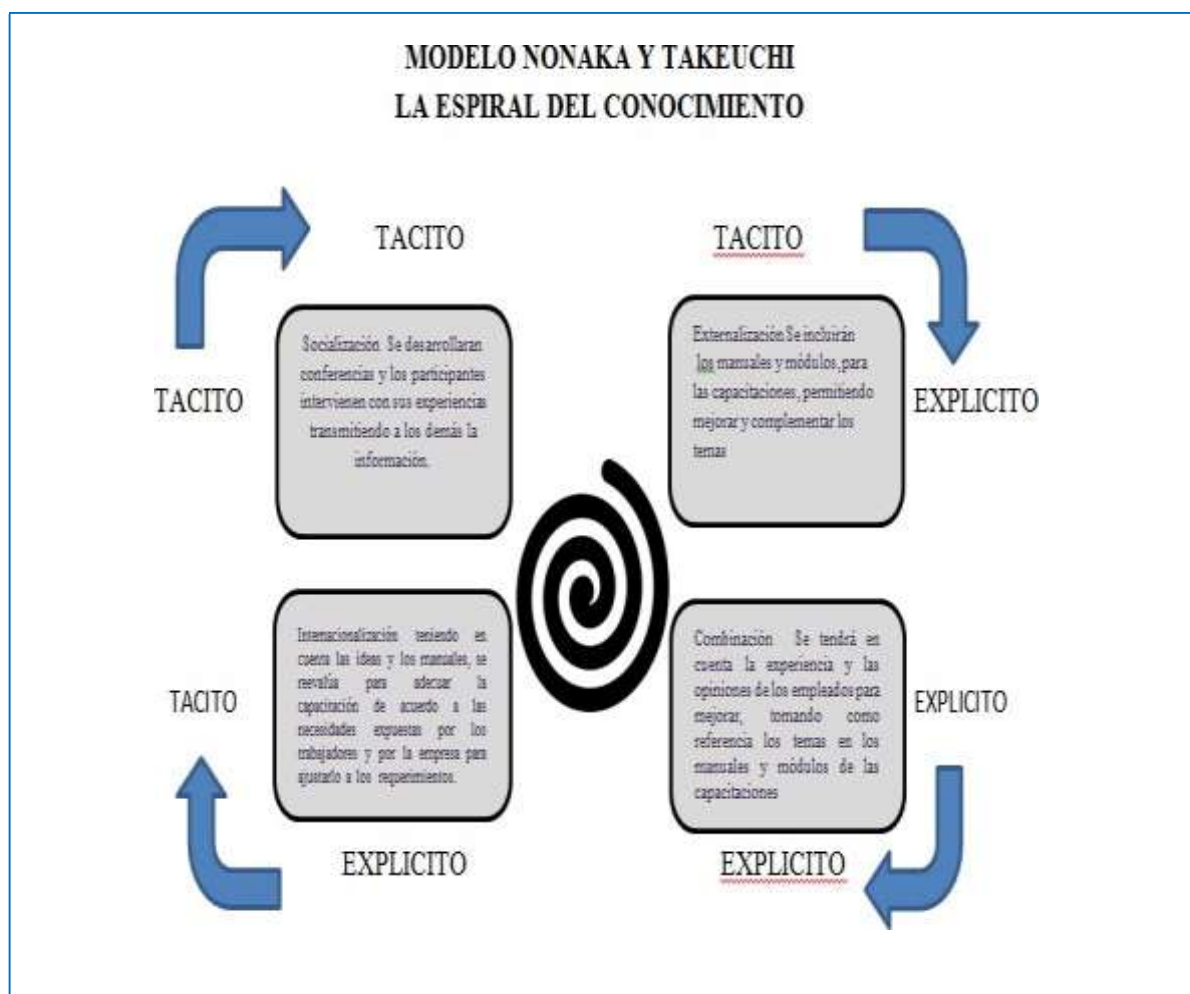 MODELO NONAKA Y TAKEUCHI
LA ESPIRAL DEL CONOCIMIENTO
TACITO
TACITO
Socialización Se desarrollaran
conferencias y los participantes
intervienen con sus experiencias
transmitiendo a los demás la
información.
TACITO
EXPLICITO
Externalización Se incluirán
los manuales y módulos, para
las capacitaciones, permitiendo
mejorar y complementar los
temas
TACITO
Internacionalización teniendo en
cuenta las ideas y los manuales, se
reevalúa para adecuar la
capacitación de acuerdo a las
necesidades expuestas por los
trabajadores y por la empresa para
ajustarlo a los requerimientos.
EXPLICITO
Combinación Se tendrá en
cuenta la experiencia y las
opiniones de los empleados para
mejorar, tomando como
referencia los temas en los
manuales y módulos de las
capacitaciones
EXPLICITO
EXPLICITO